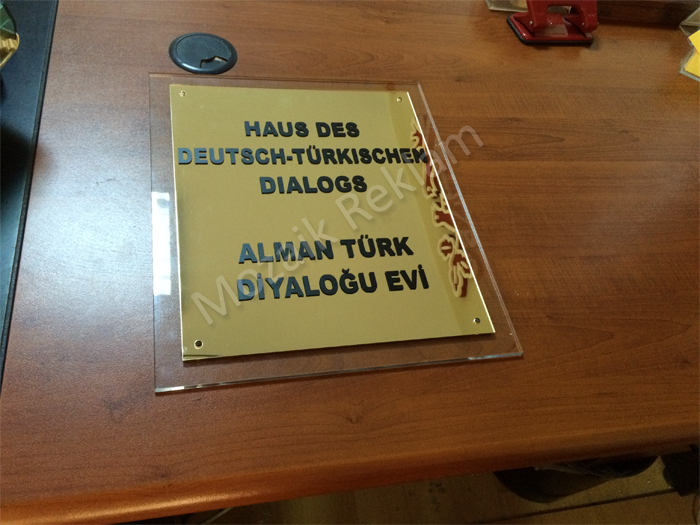 HAUS DES
DEUTSCH-TÜRKISCHEN
DIALOGS
ALMAN TÜRK
DİYALOĞU EVİ
Mozaik Reklam